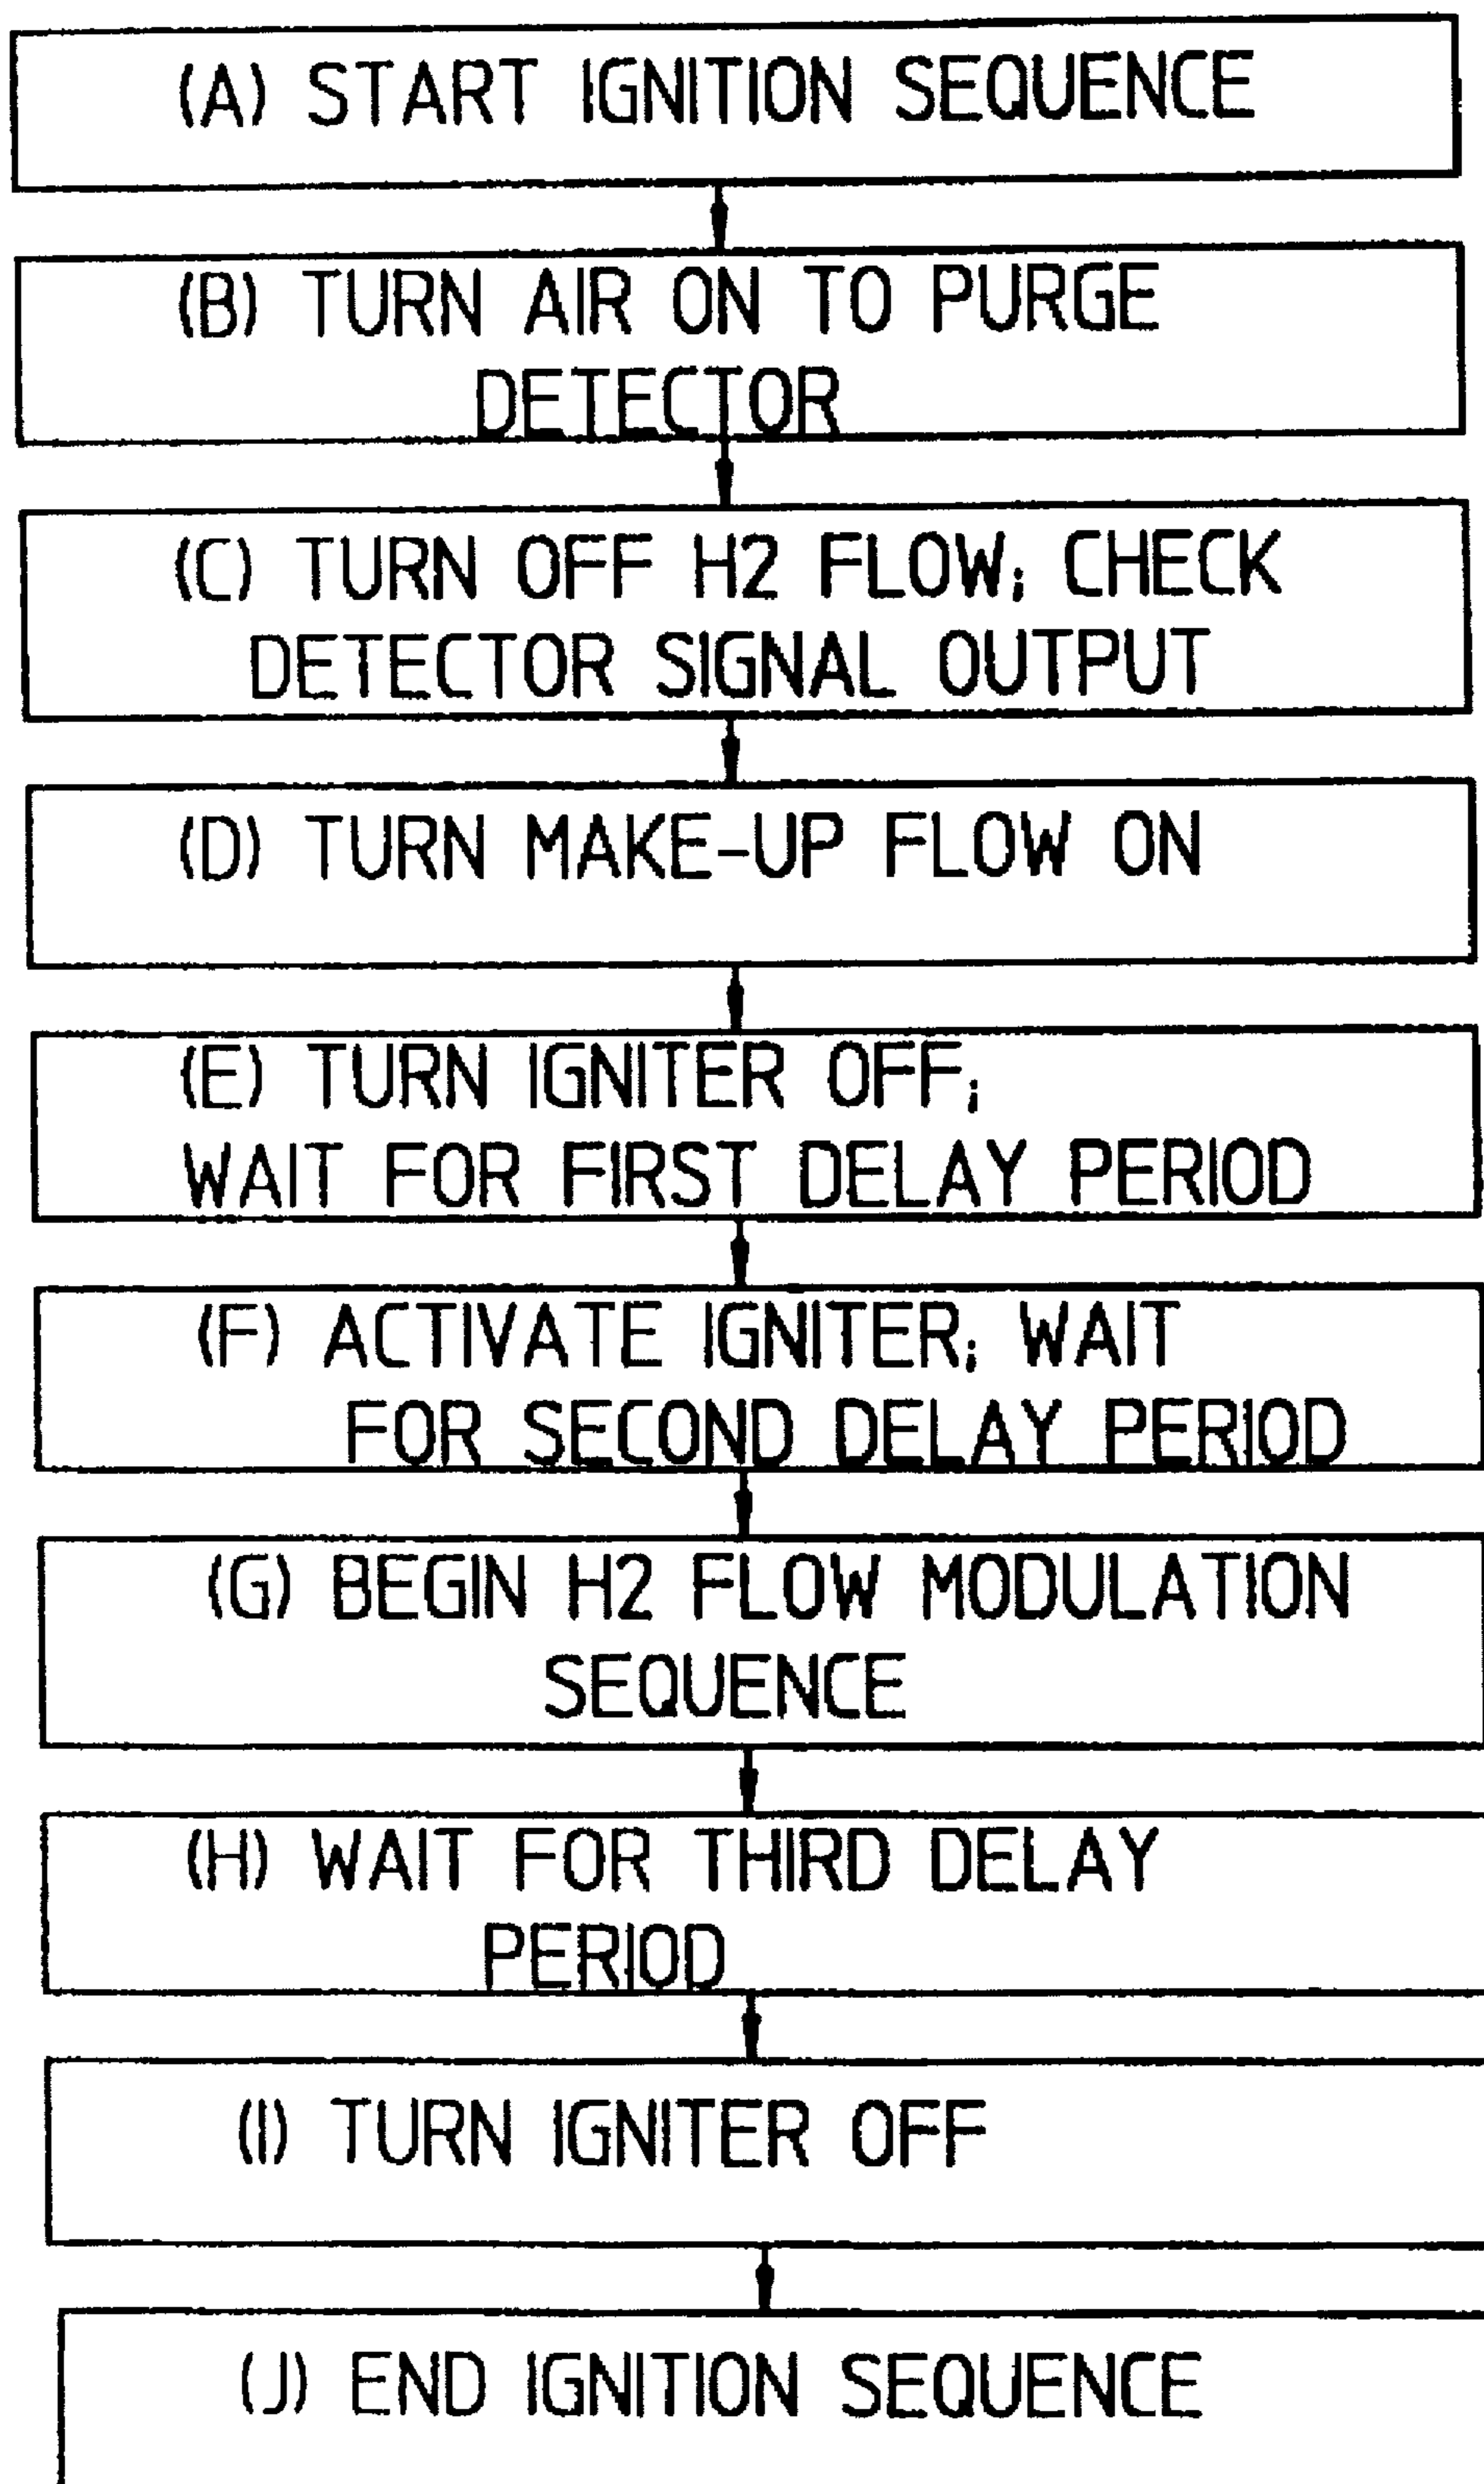 (A) START IGNITION SEQUENCE
(B) TURN AIR ON TO PURGE
DETECTOR
(C) TURN OFF H2 FLOW; CHECK
DETECTOR SIGNAL OUTPUT
(D) TURN MAKE-UP FLOW ON
(E) TURN IGNITER OFF;
WAIT FOR FIRST DELAY PERIOD
(F) ACTIVATE IGNITER; WAIT
FOR SECOND DELAY PERIOD
(G) BEGIN H2 FLOW MODULATION
SEQUENCE
(H) WAIT FOR THIRD DELAY
PERIOD
(I) TURN IGNITER OFF
(J) END IGNITION SEQUENCE